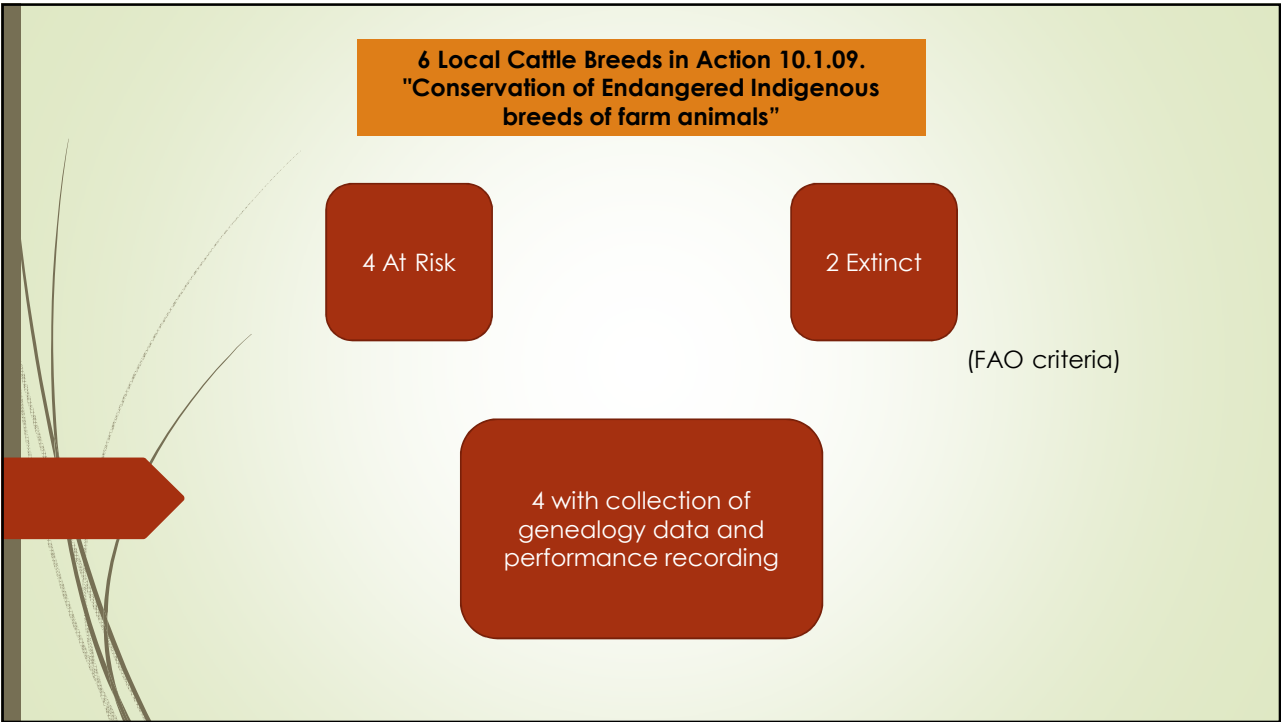 6 Local Cattle Breeds in Action 10.1.09.
"Conservation of Endangered Indigenous
breeds of farm animals”
4 At Risk
2 Extinct
(FAO criteria)
4 with collection of
genealogy data and
performance recording